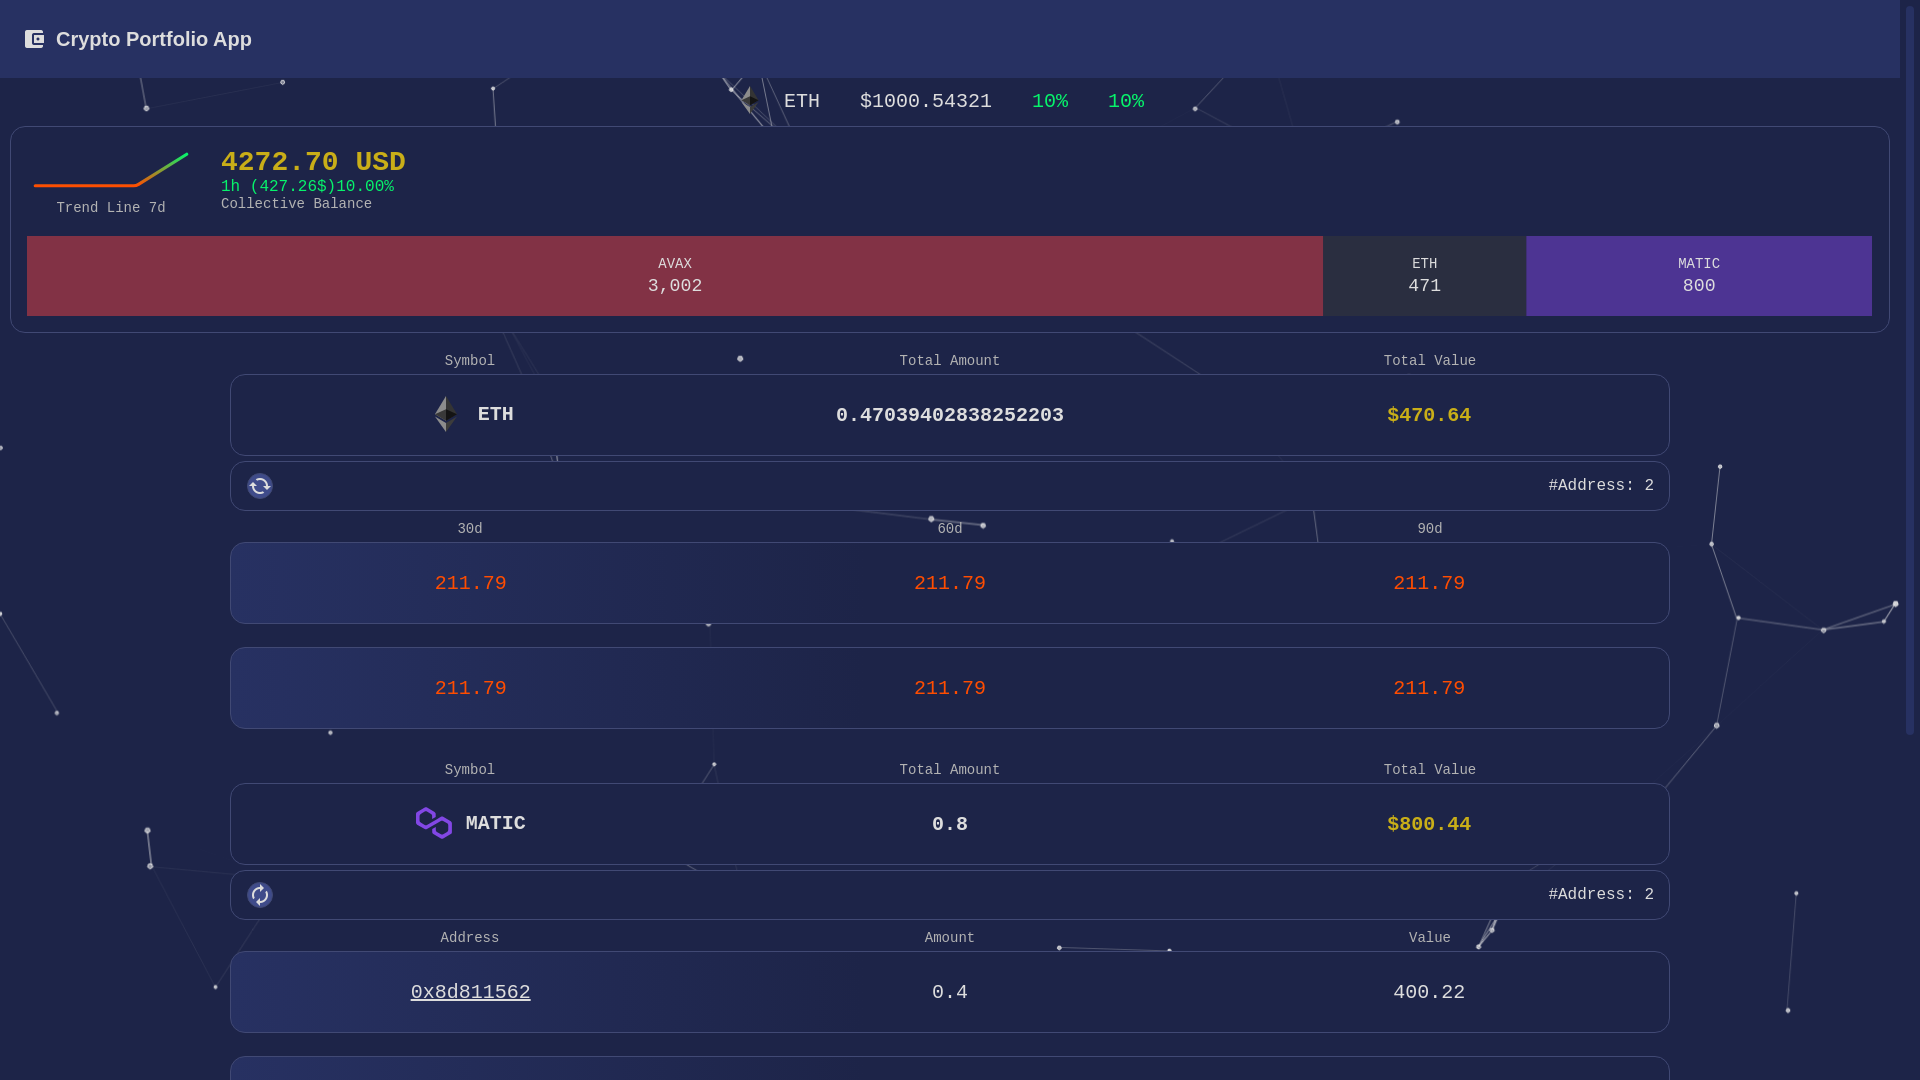 Crypto Portfolio App
ETH $1000.54321 10% 10%
4272.70 USD
1h (427.26$)10.00%
Collective Balance
Trend Line 7d
AVAX ETH MATIC
3,002 471 800
Symbol Total Amount Total Value
ETH 0.47039402838252203 $470.64
#Address: 2
30d 60d 90d
211.79 211.79 211.79
211.79 211.79 211.79
Symbol Total Amount Total Value
MATIC 0.8 $800.44
#Address: 2
Address Amount Value
0x8d811562 0.4 400.22